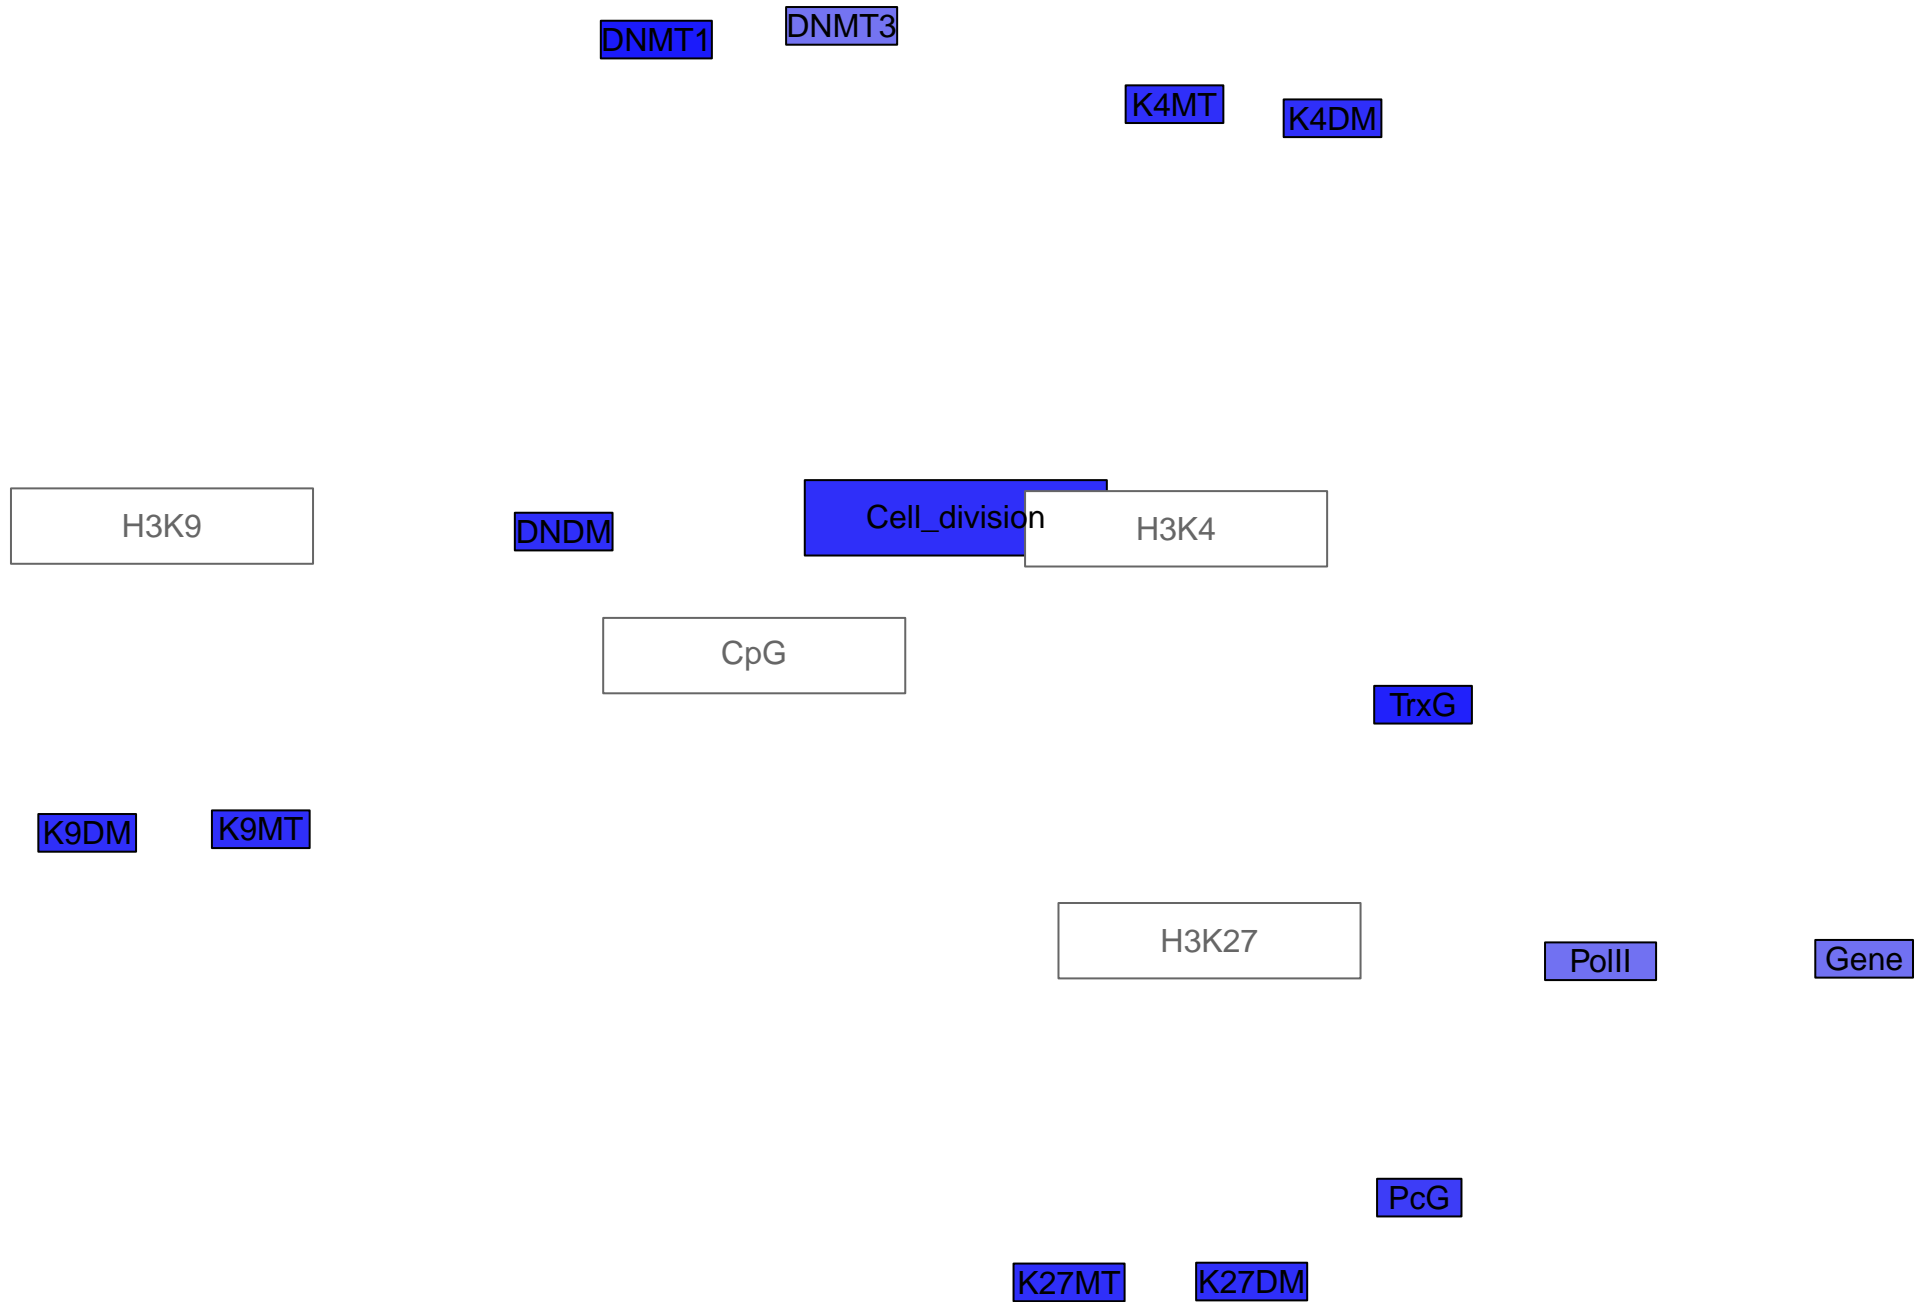 DNMT1
DNMT3
K4MT
K4DM
H3K9
DNDM
Cell_division
H3K4
CpG
TrxG
K9DM
K9MT
H3K27
PolII
Gene
PcG
K27MT
K27DM